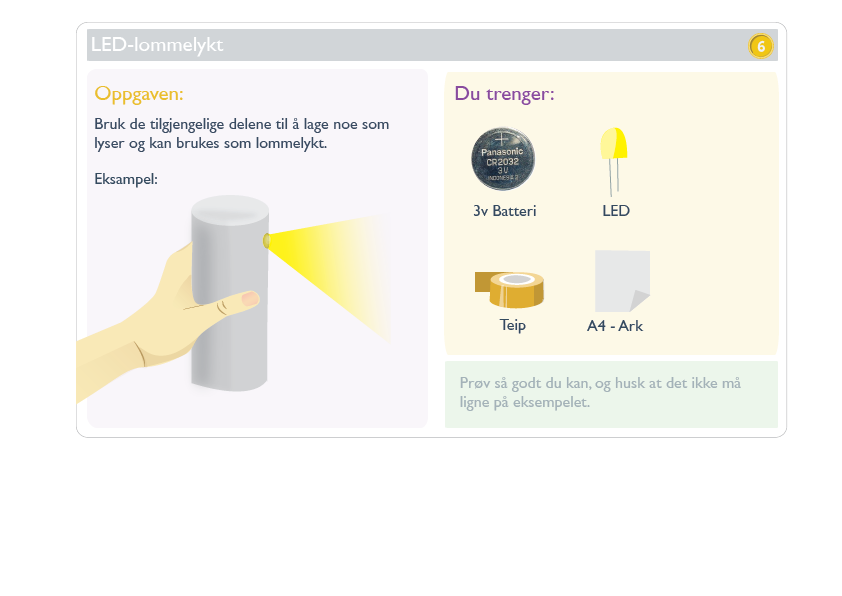 LED-lommelykt
6
Oppgaven:
Bruk de tilgjengelige delene til å lage noe som
lyser og kan brukes som lommelykt.
Eksampel:
Du trenger:
Panasonic
CR2032
3V
INDONESIA
3v Batteri
LED
Teip
A4 - Ark
Prøv så godt du kan, og husk at det ikke må
ligne på eksempelet.